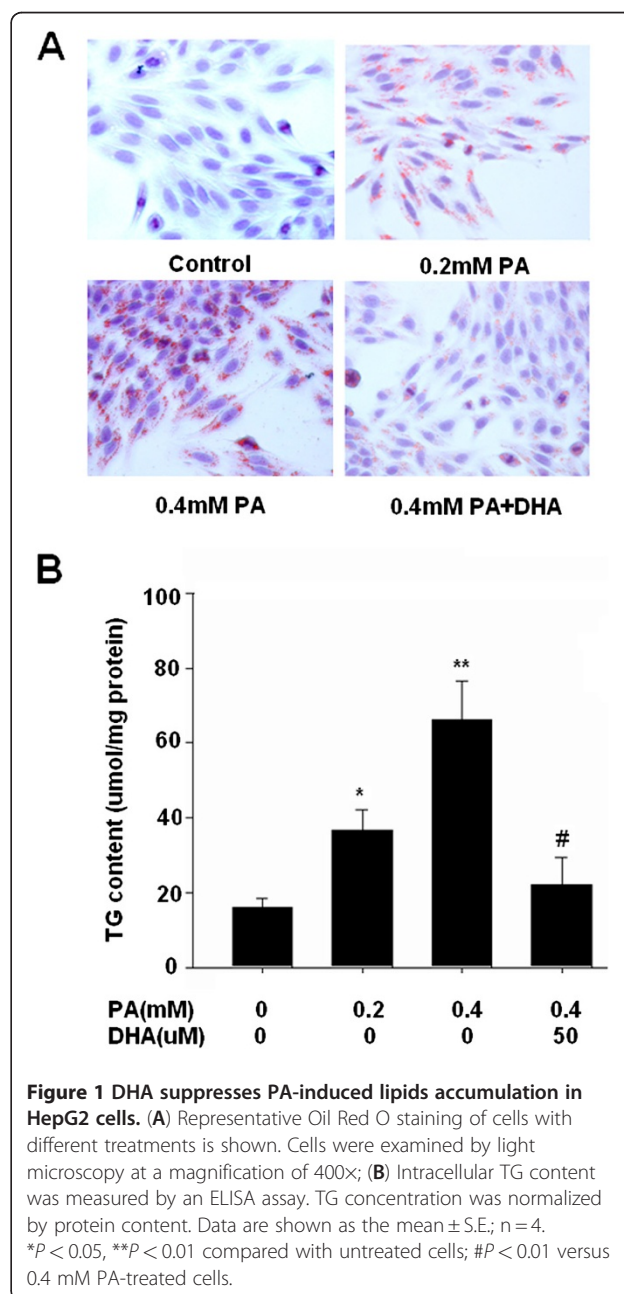 A
Control
0.2mM PA
0.4mM PA
0.4mM PA+DHA
B
TG content (umol/mg protein)
100
80
60
40
20
0
*
**
#
PA(mM) 0 0.2 0.4 0.4
DHA(uM) 0 0 0 50
Figure 1 DHA suppresses PA-induced lipids accumulation in
HepG2 cells. (A) Representative Oil Red O staining of cells with
different treatments is shown. Cells were examined by light
microscopy at a magnification of 400×; (B) Intracellular TG content
was measured by an ELISA assay. TG concentration was normalized
by protein content. Data are shown as the mean ± S.E.; n = 4.
*P < 0.05, **P < 0.01 compared with untreated cells; #P < 0.01 versus
0.4 mM PA-treated cells.